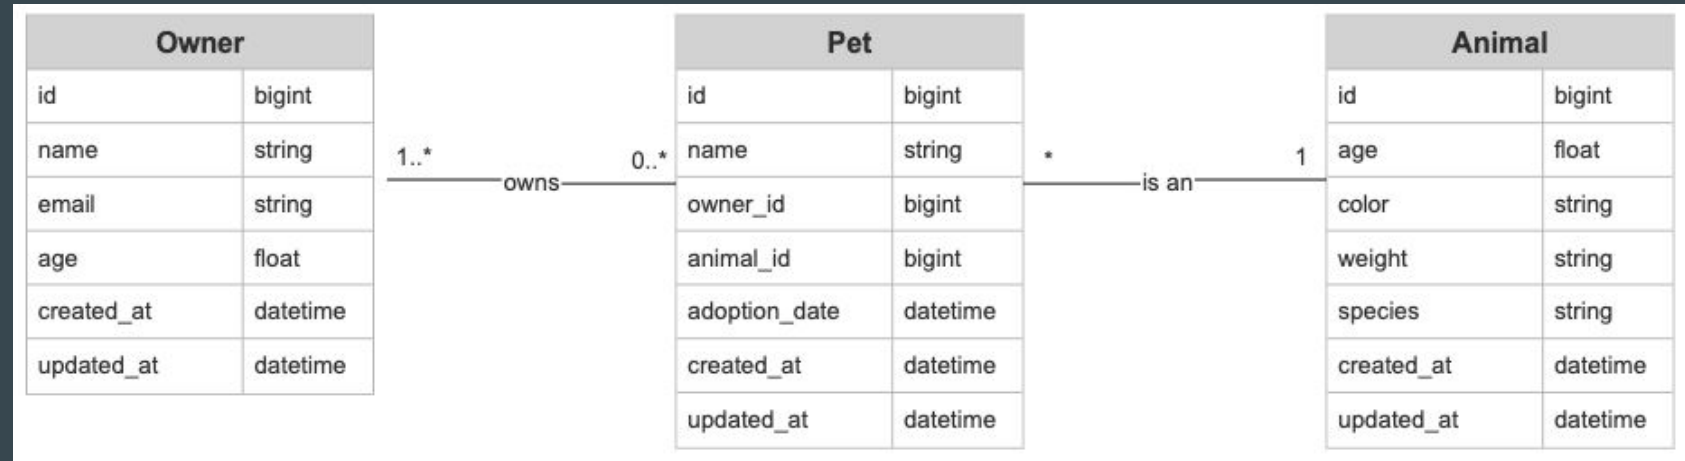 Owner
id bigint
name string
email string
age float
created_at datetime
updated_at datetime
1..* owns 0..*
Pet
id bigint
name string
owner_id bigint
animal_id bigint
adoption_date datetime
created_at datetime
updated_at datetime
* is an 1
Animal
id bigint
age float
color string
weight string
species string
created_at datetime
updated_at datetime